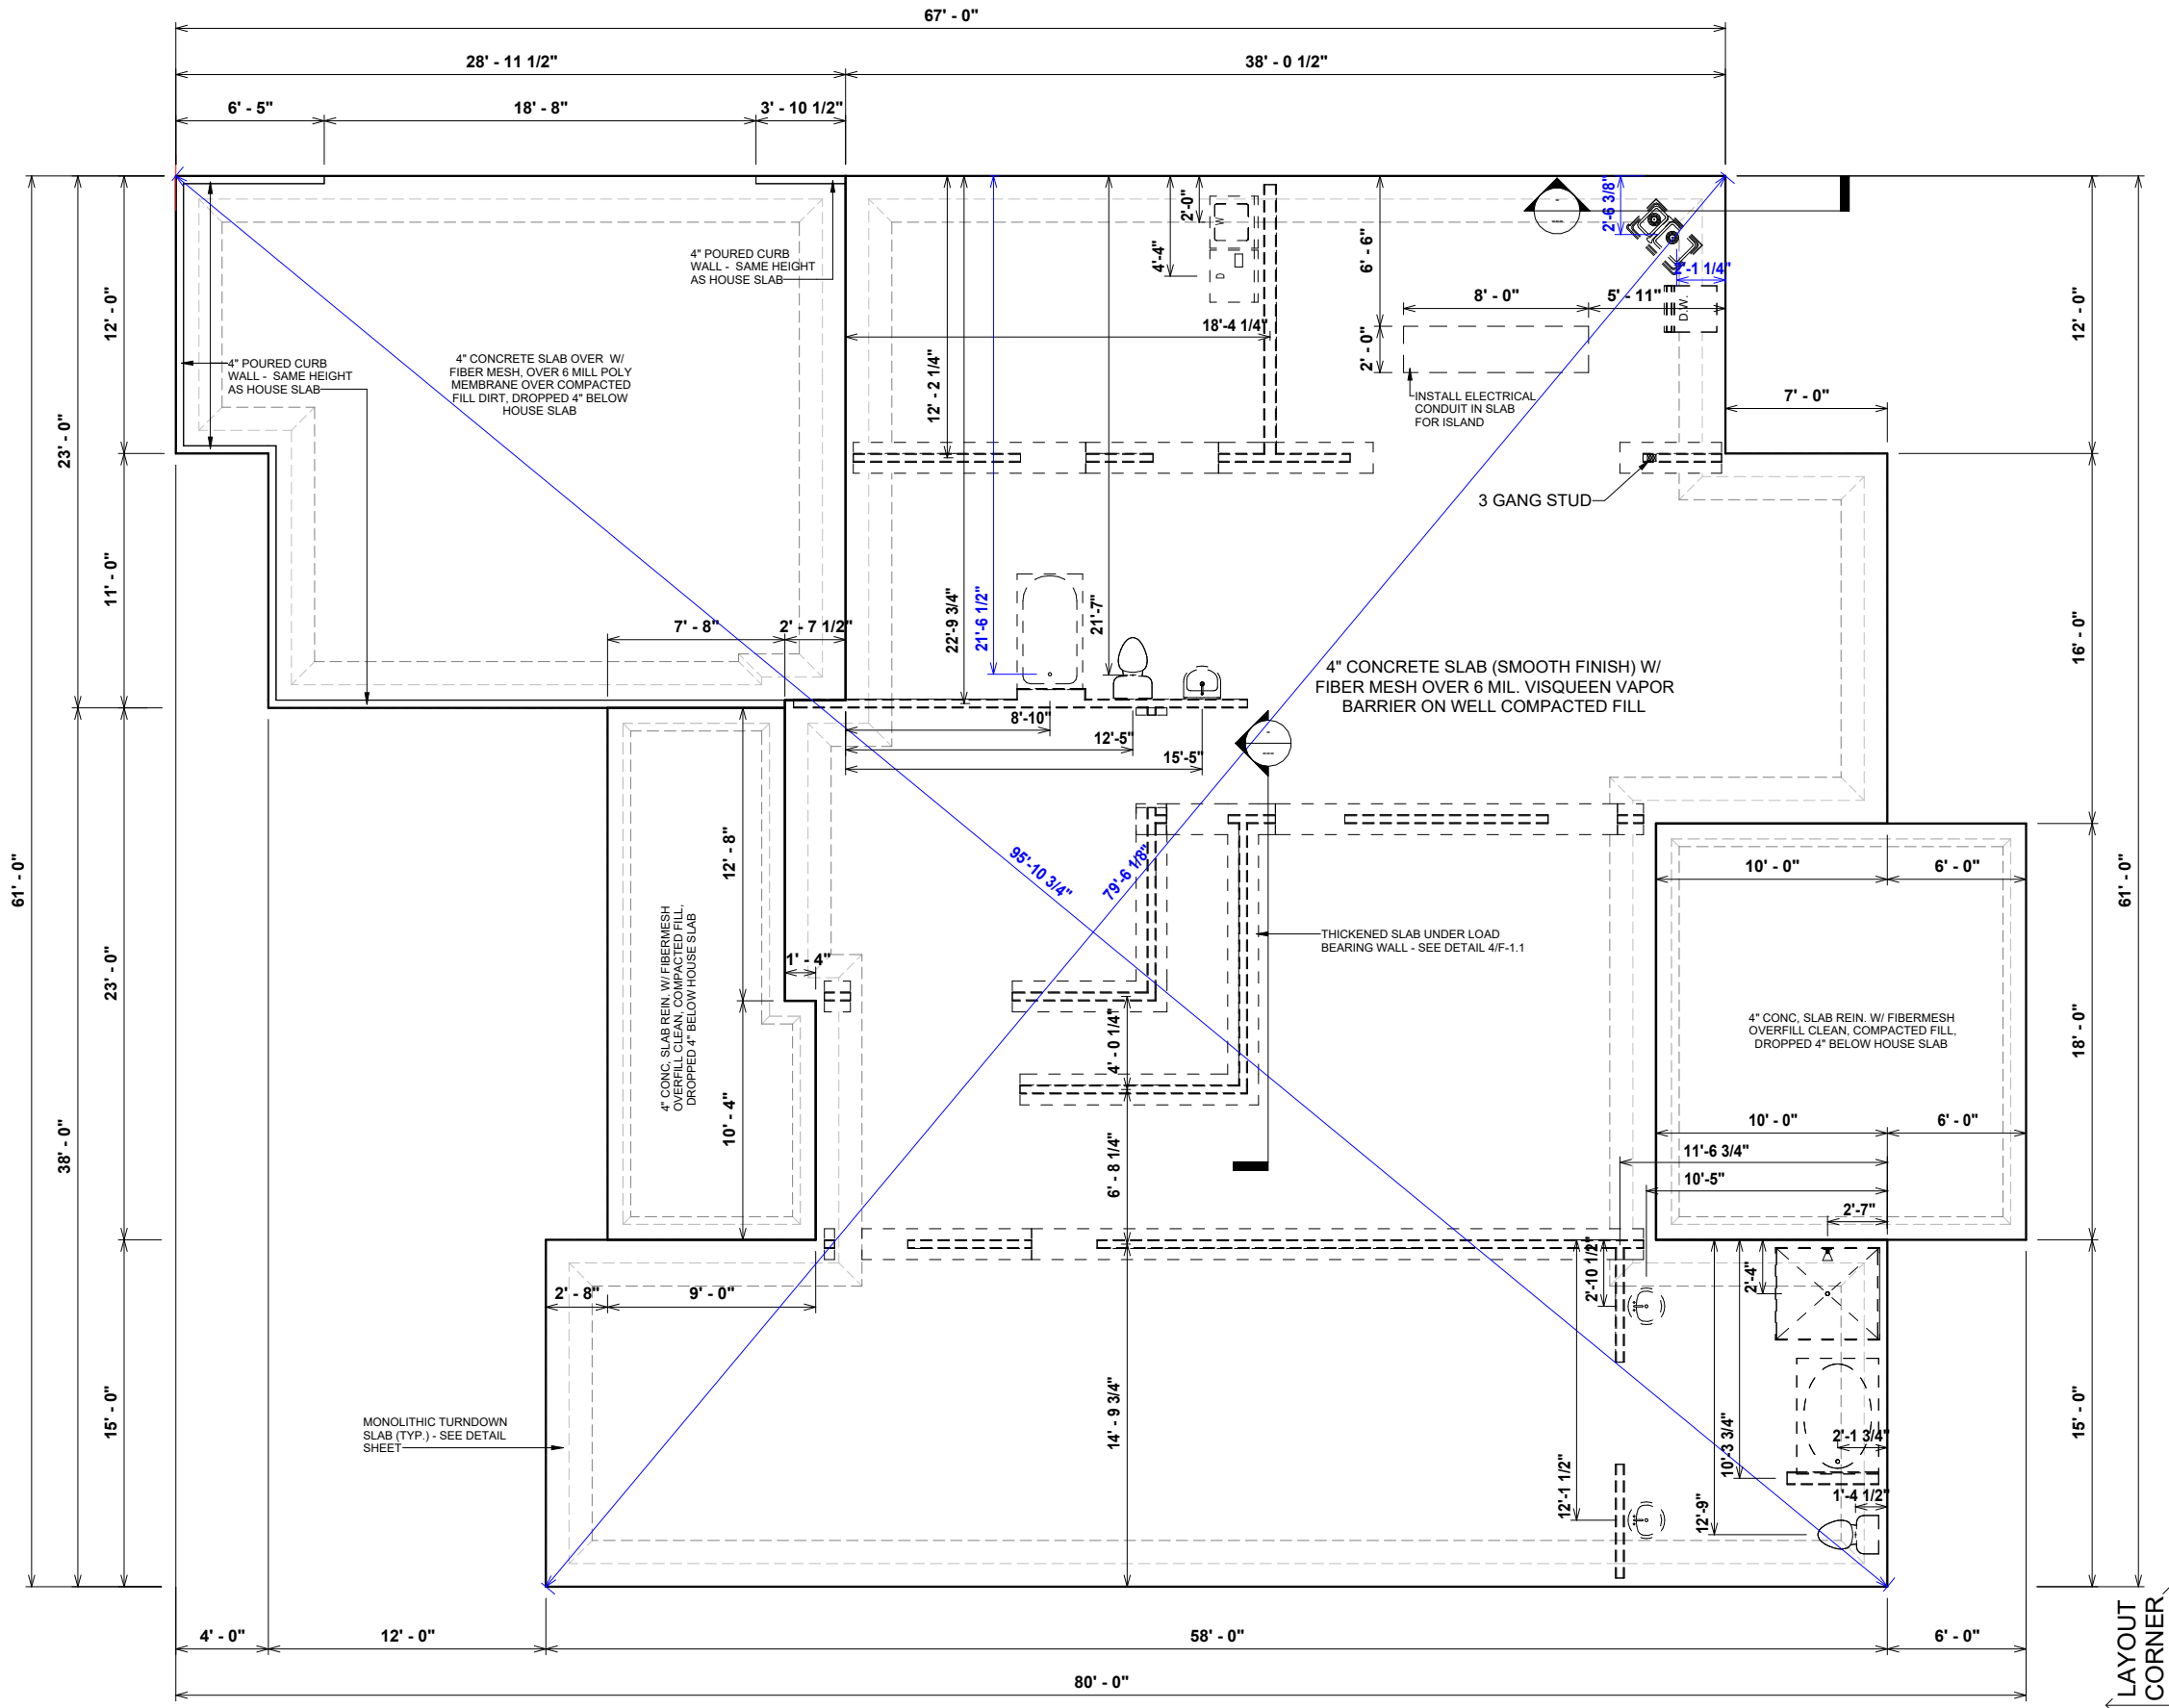 67' - 0"
28' - 11 1/2"
38' - 0 1/2"
6' - 5"
18' - 8"
3' - 10 1/2"
61' - 0"
23' - 0"
38' - 0"
12' - 0"
11' - 0"
23' - 0"
15' - 0"
4" POURED CURB
WALL - SAME HEIGHT
AS HOUSE SLAB
4" POURED CURB
WALL - SAME HEIGHT
AS HOUSE SLAB
4" CONCRETE SLAB OVER W/
FIBER MESH, OVER 6 MILL POLY
MEMBRANE OVER COMPACTED
FILL DIRT, DROPPED 4" BELOW
HOUSE SLAB
2'-0"
4'-4"
W
D
18'-4 1/4"
12' - 2 1/4"
22'-9 3/4"
21'-6 1/2"
21'-7"
6' - 6"
2' - 0"
8' - 0"
5' - 11"
2'-6 3/8"
2'-1 1/4"
D.W.
-
---
INSTALL ELECTRICAL
CONDUIT IN SLAB
FOR ISLAND
3 GANG STUD
7' - 0"
12' - 0"
16' - 0"
18' - 0"
15' - 0"
61' - 0"
7' - 8"
2' - 7 1/2"
8'-10"
12'-5"
15'-5"
4" CONCRETE SLAB (SMOOTH FINISH) W/
FIBER MESH OVER 6 MIL. VISQUEEN VAPOR
BARRIER ON WELL COMPACTED FILL
-
---
95'-10 3/4"
79'-6 1/8"
12' - 8"
10' - 4"
1' - 4"
4" CONC, SLAB REIN. W/ FIBERMESH
OVERFILL CLEAN, COMPACTED FILL,
DROPPED 4" BELOW HOUSE SLAB
THICKENED SLAB UNDER LOAD
BEARING WALL - SEE DETAIL 4/F-1.1
4' - 0 1/4"
6' - 8 1/4"
14' - 9 3/4"
10' - 0"
6' - 0"
4" CONC, SLAB REIN. W/ FIBERMESH
OVERFILL CLEAN, COMPACTED FILL,
DROPPED 4" BELOW HOUSE SLAB
10' - 0"
6' - 0"
11'-6 3/4"
10'-5"
2'-7"
2' - 8"
9' - 0"
2'-10 1/2"
2'-4"
12'-1 1/2"
12'-9"
10'-3 3/4"
2'-1 3/4"
1'-4 1/2"
MONOLITHIC TURNDOWN
SLAB (TYP.) - SEE DETAIL
SHEET
4' - 0"
12' - 0"
58' - 0"
6' - 0"
80' - 0"
LAYOUT
CORNER